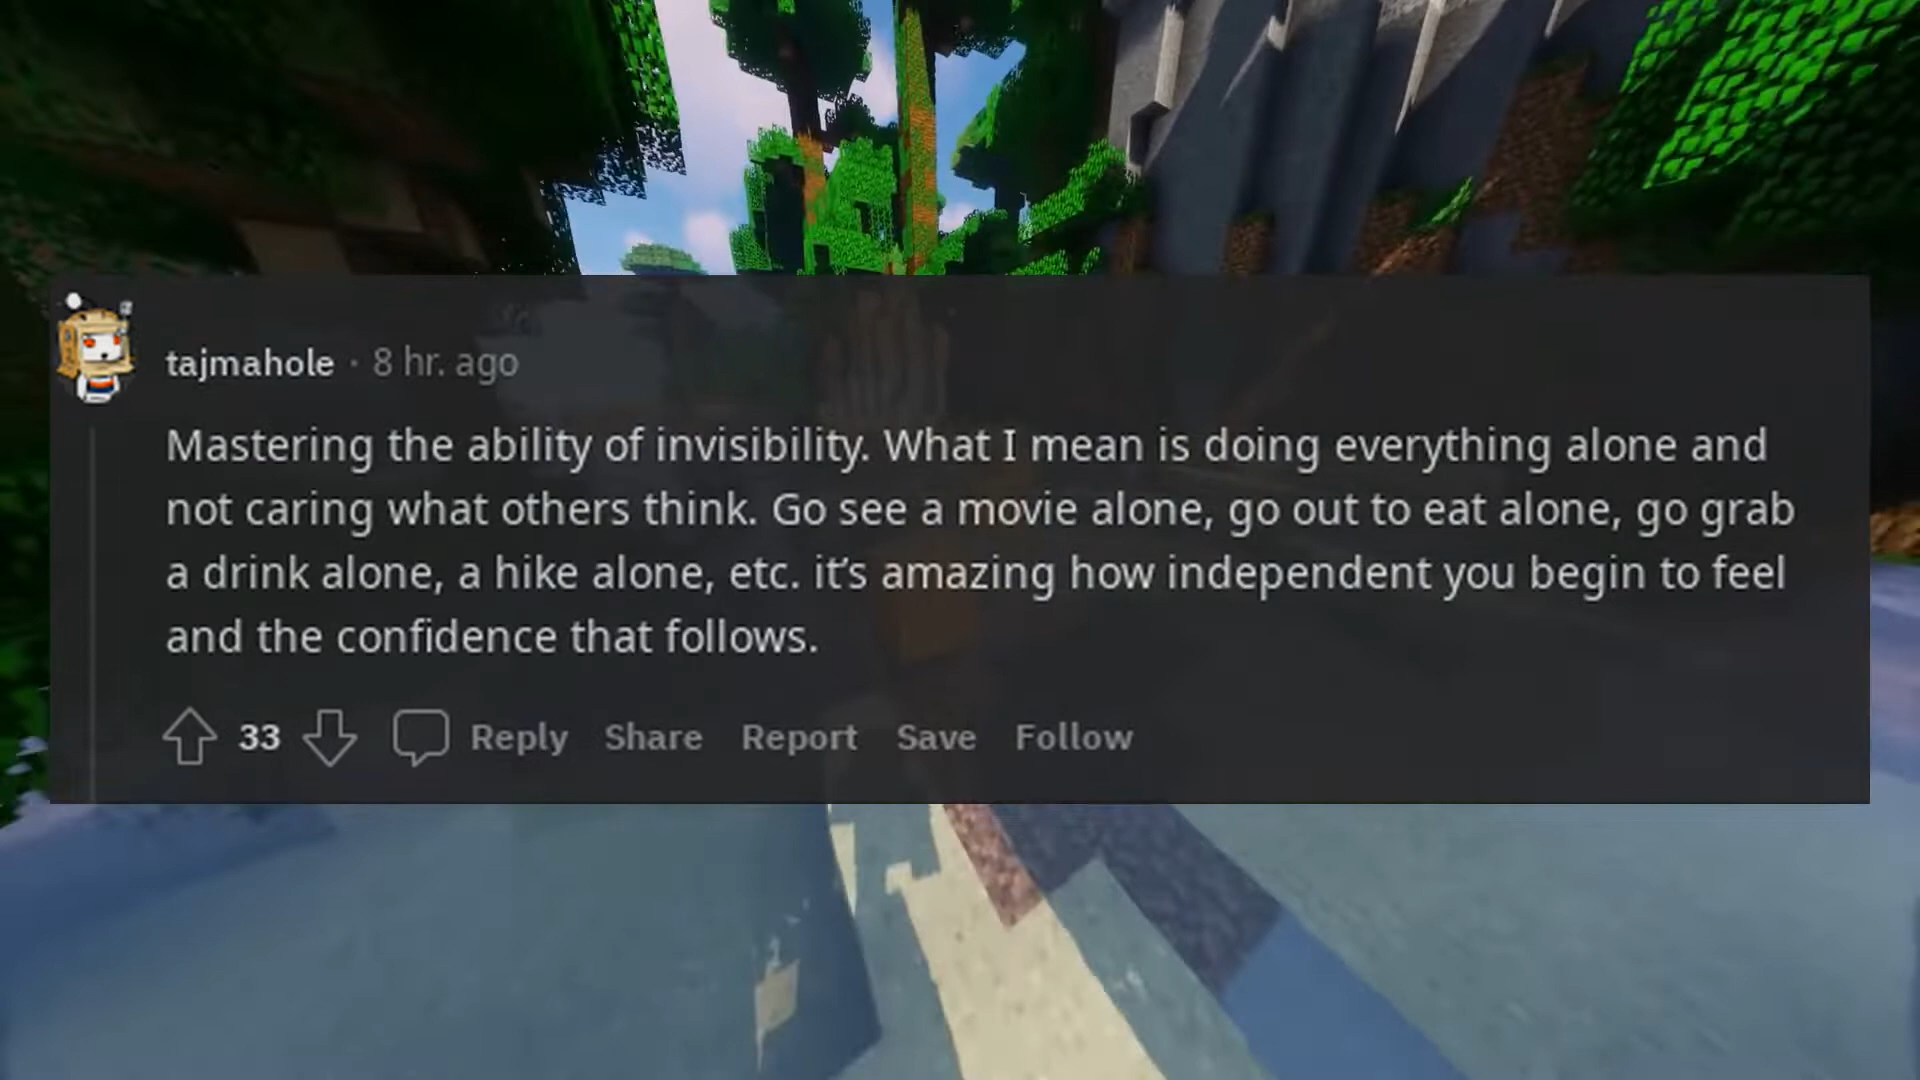 tajmahole · 8 hr. ago
Mastering the ability of invisibility. What I mean is doing everything alone and
not caring what others think. Go see a movie alone, go out to eat alone, go grab
a drink alone, a hike alone, etc. it’s amazing how independent you begin to feel
and the confidence that follows.
33 Reply Share Report Save Follow